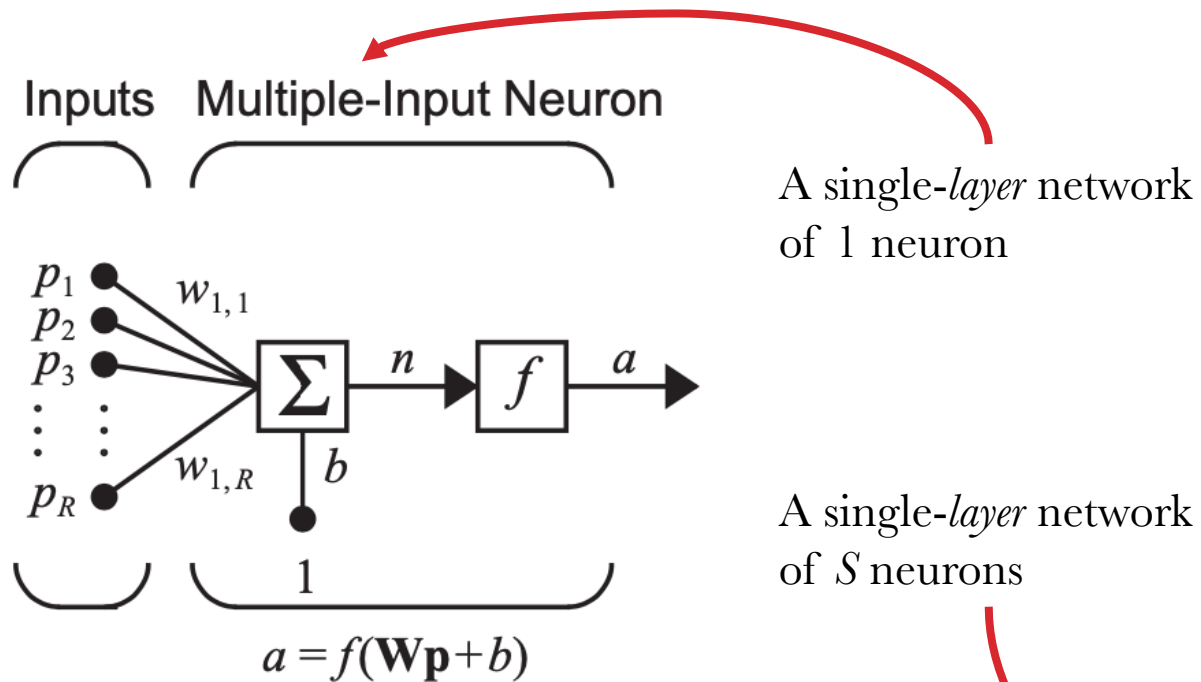 Inputs Multiple-Input Neuron
A single-layer network
of 1 neuron
p1
w1,1
p2
p3
Σ
n
f
a
w1,R
b
pR
1
A single-layer network
of S neurons
a = f(Wp+b)